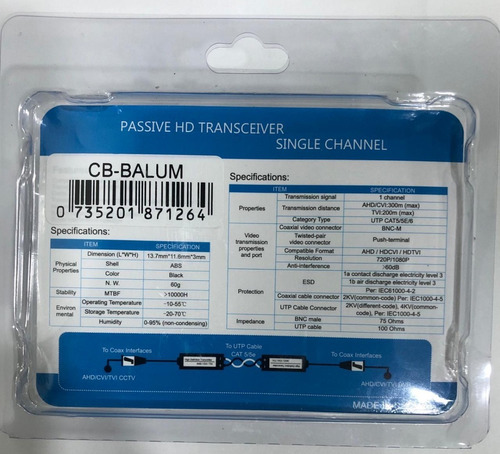 PASSIVE HD TRANSCEIVER
SINGLE CHANNEL
CB-BALUM
0 735201 871264
Specifications:
ITEM SPECIFICATION
Physical Properties Dimension (L*W*H) 13.7mm*11.6mm*3mm
Shell ABS
Color Black
N. W. 60g
Stability MTBF >10000H
Environmental Operating Temperature -10-55℃
Storage Temperature -20-70℃
Humidity 0-95% (non-condensing)
Specifications:
ITEM SPECIFICATION
Properties Transmission signal 1 channel
Transmission distance AHD/CVI:300m (max)
TVI:200m (max)
Category Type UTP CAT5/5E/6
Video transmission properties and port Coaxial video connector BNC-M
Twisted-pair video connector Push-terminal
Compatible Format AHD / HDCVI / HDTVI
Resolution 720P/1080P
Anti-interference >60dB
Protection ESD 1a contact discharge electricity level 3
1b air discharge electricity level 3
Per: IEC61000-4-2
Coaxial cable connector 2KV(common-code) Per: IEC1000-4-5
UTP Cable Connector 2KV(different-code), 4KV(common-code), Per: IEC1000-4-5
Impedance BNC male 75 Ohms
UTP cable 100 Ohms
To Coax Interfaces
To UTP Cable
CAT 5/5e
To Coax Interfaces
AHD/CVI/TVI CCTV
AHD/CVI/TVI
MADE IN